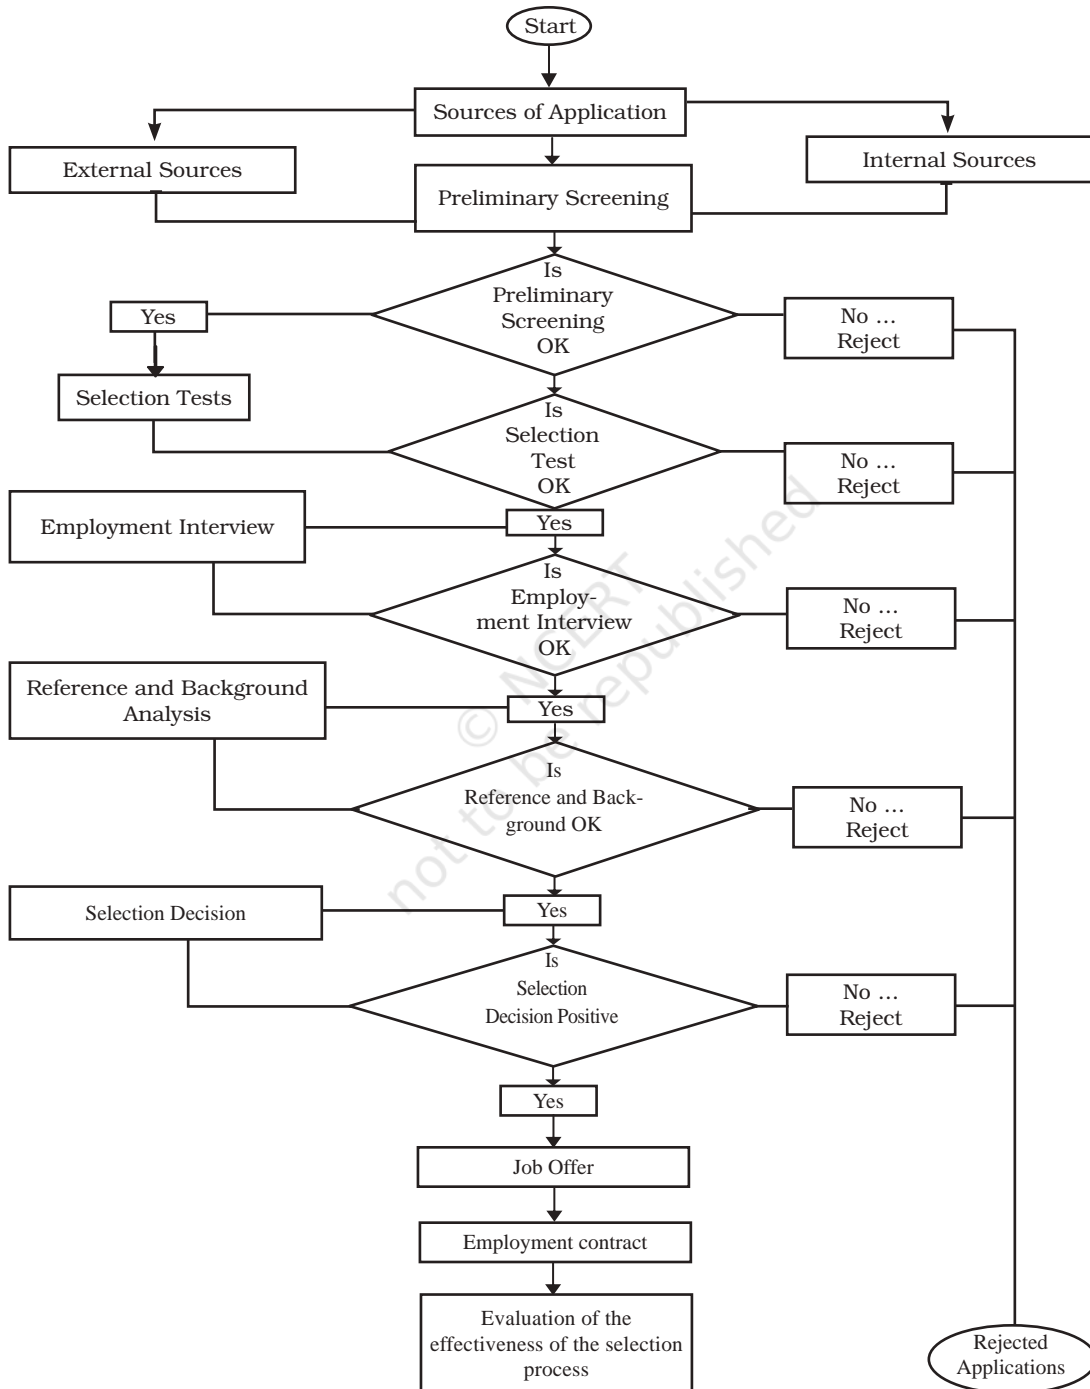 Start
Sources of Application
External Sources
Internal Sources
Preliminary Screening
Is
Preliminary
Screening
OK
Yes
No ...
Reject
Selection Tests
Is
Selection
Test
OK
No ...
Reject
Employment Interview
Yes
Is
Employ-
ment Interview
OK
No ...
Reject
Reference and Background
Analysis
Yes
Is
Reference and Back-
ground OK
No ...
Reject
Selection Decision
Yes
Is
Selection
Decision Positive
No ...
Reject
Yes
Job Offer
Employment contract
Evaluation of the
effectiveness of the selection
process
Rejected
Applications
© NCERT
not to be republished